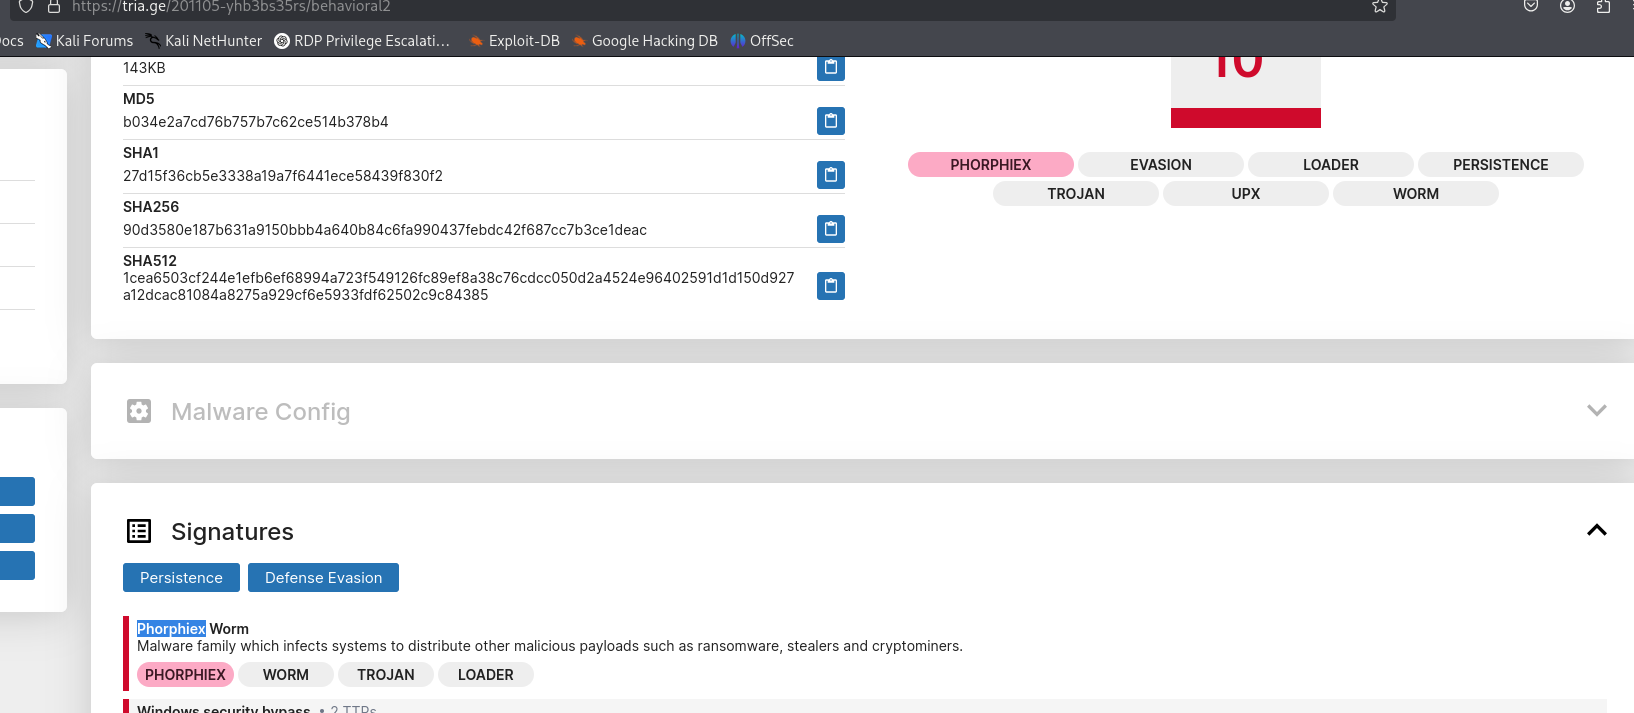 https://tria.ge/201105-yhb3bs35rs/behavioral2
ocs Kali Forums Kali NetHunter RDP Privilege Escalati… Exploit-DB Google Hacking DB OffSec
143KB
10
MD5
b034e2a7cd76b757b7c62ce514b378b4
SHA1
27d15f36cb5e3338a19a7f6441ece58439f830f2
SHA256
90d3580e187b631a9150bbb4a640b84c6fa990437febdc42f687cc7b3ce1deac
SHA512
1cea6503cf244e1efb6ef68994a723f549126fc89ef8a38c76cdcc050d2a4524e96402591d1d150d927
a12dcac81084a8275a929cf6e5933fdf62502c9c84385
PHORPHIEX EVASION LOADER PERSISTENCE
TROJAN UPX WORM
Malware Config
Signatures
Persistence Defense Evasion
Phorphiex Worm
Malware family which infects systems to distribute other malicious payloads such as ransomware, stealers and cryptominers.
PHORPHIEX WORM TROJAN LOADER
Windows security bypass • 2 TTPs